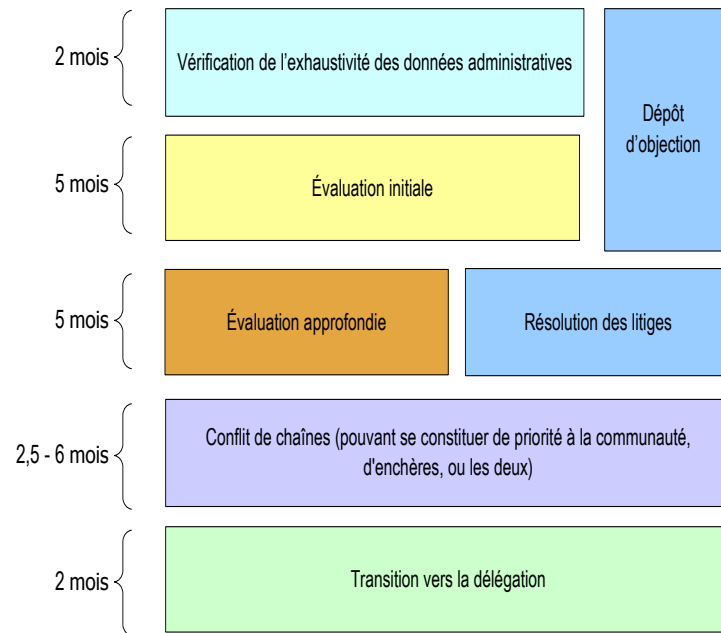 2 mois
Vérification de l'exhaustivité des données administratives
Dépôt
d'objection
5 mois
Évaluation initiale
5 mois
Évaluation approfondie
Résolution des litiges
2,5 - 6 mois
Conflit de chaînes (pouvant se constituer de priorité à la communauté,
d'enchères, ou les deux)
2 mois
Transition vers la délégation